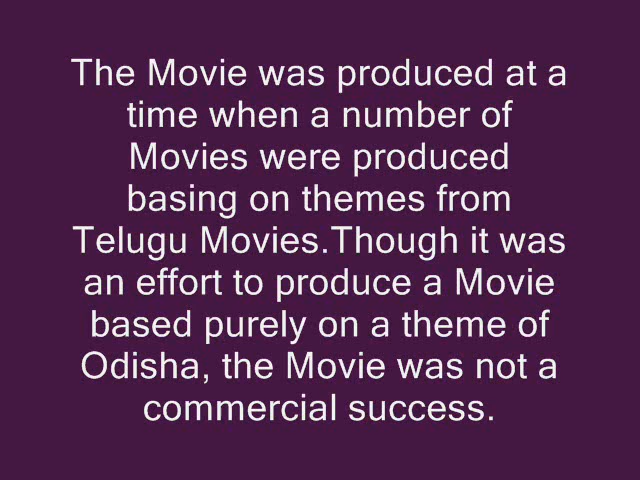 The Movie was produced at a
time when a number of
Movies were produced
basing on themes from
Telugu Movies.Though it was
an effort to produce a Movie
based purely on a theme of
Odisha, the Movie was not a
commercial success.